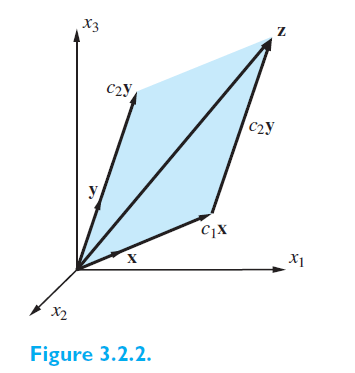 x₃
z
c₂y
c₂y
y
c₁x
x
x₁
x₂
Figure 3.2.2.